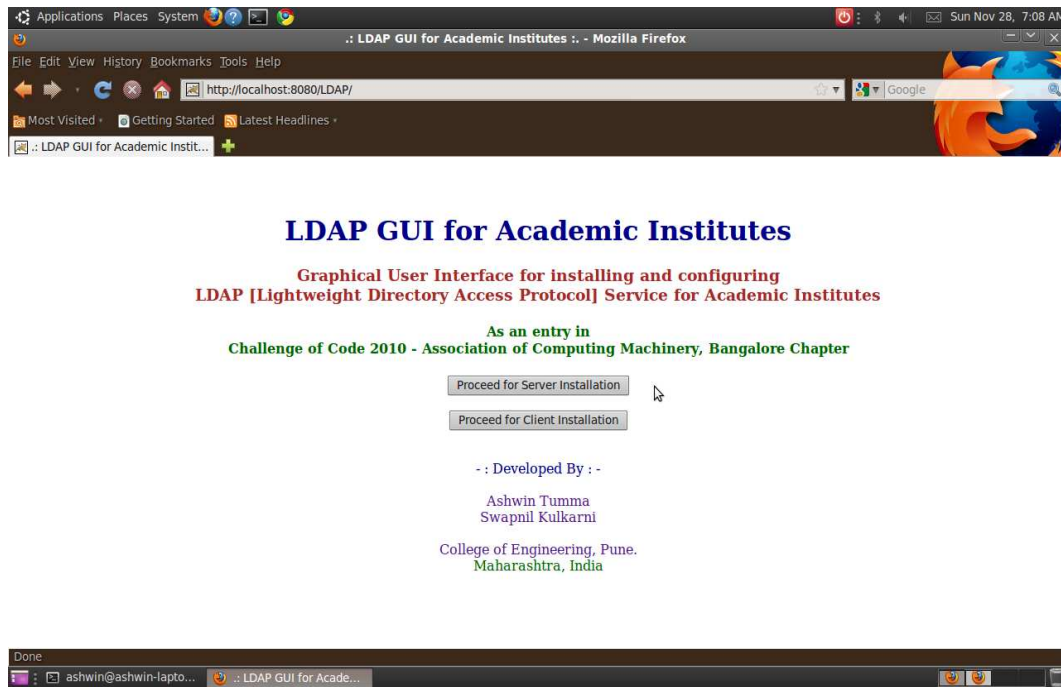 Applications Places System
Sun Nov 28, 7:08 AM
.: LDAP GUI for Academic Institutes :. - Mozilla Firefox
File Edit View History Bookmarks Tools Help
http://localhost:8080/LDAP/
Google
Most Visited Getting Started Latest Headlines
.: LDAP GUI for Academic Instit...
LDAP GUI for Academic Institutes
Graphical User Interface for installing and configuring
LDAP [Lightweight Directory Access Protocol] Service for Academic Institutes
As an entry in
Challenge of Code 2010 - Association of Computing Machinery, Bangalore Chapter
Proceed for Server Installation
Proceed for Client Installation
- : Developed By : -
Ashwin Tumma
Swapnil Kulkarni
College of Engineering, Pune.
Maharashtra, India
Done
ashwin@ashwin-lapto...
.: LDAP GUI for Acade...